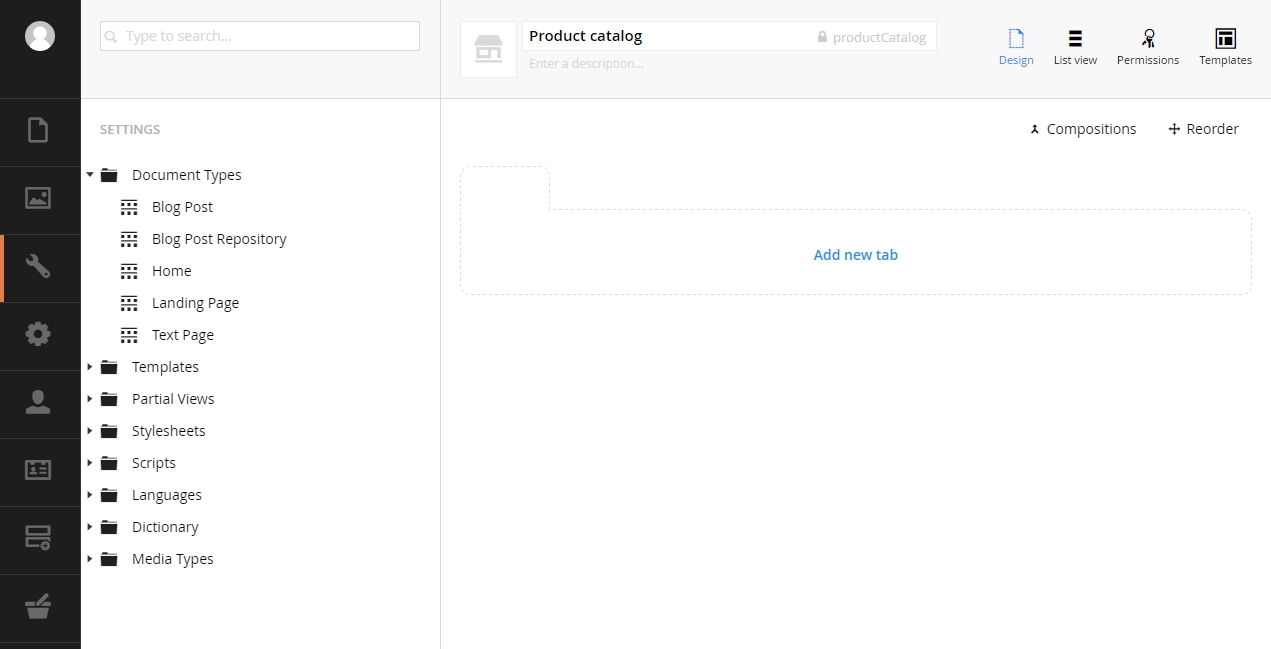 Type to search...
SETTINGS
Document Types
Blog Post
Blog Post Repository
Home
Landing Page
Text Page
Templates
Partial Views
Stylesheets
Scripts
Languages
Dictionary
Media Types
Product catalog
productCatalog
Enter a description...
Design
List view
Permissions
Templates
Compositions
Reorder
Add new tab